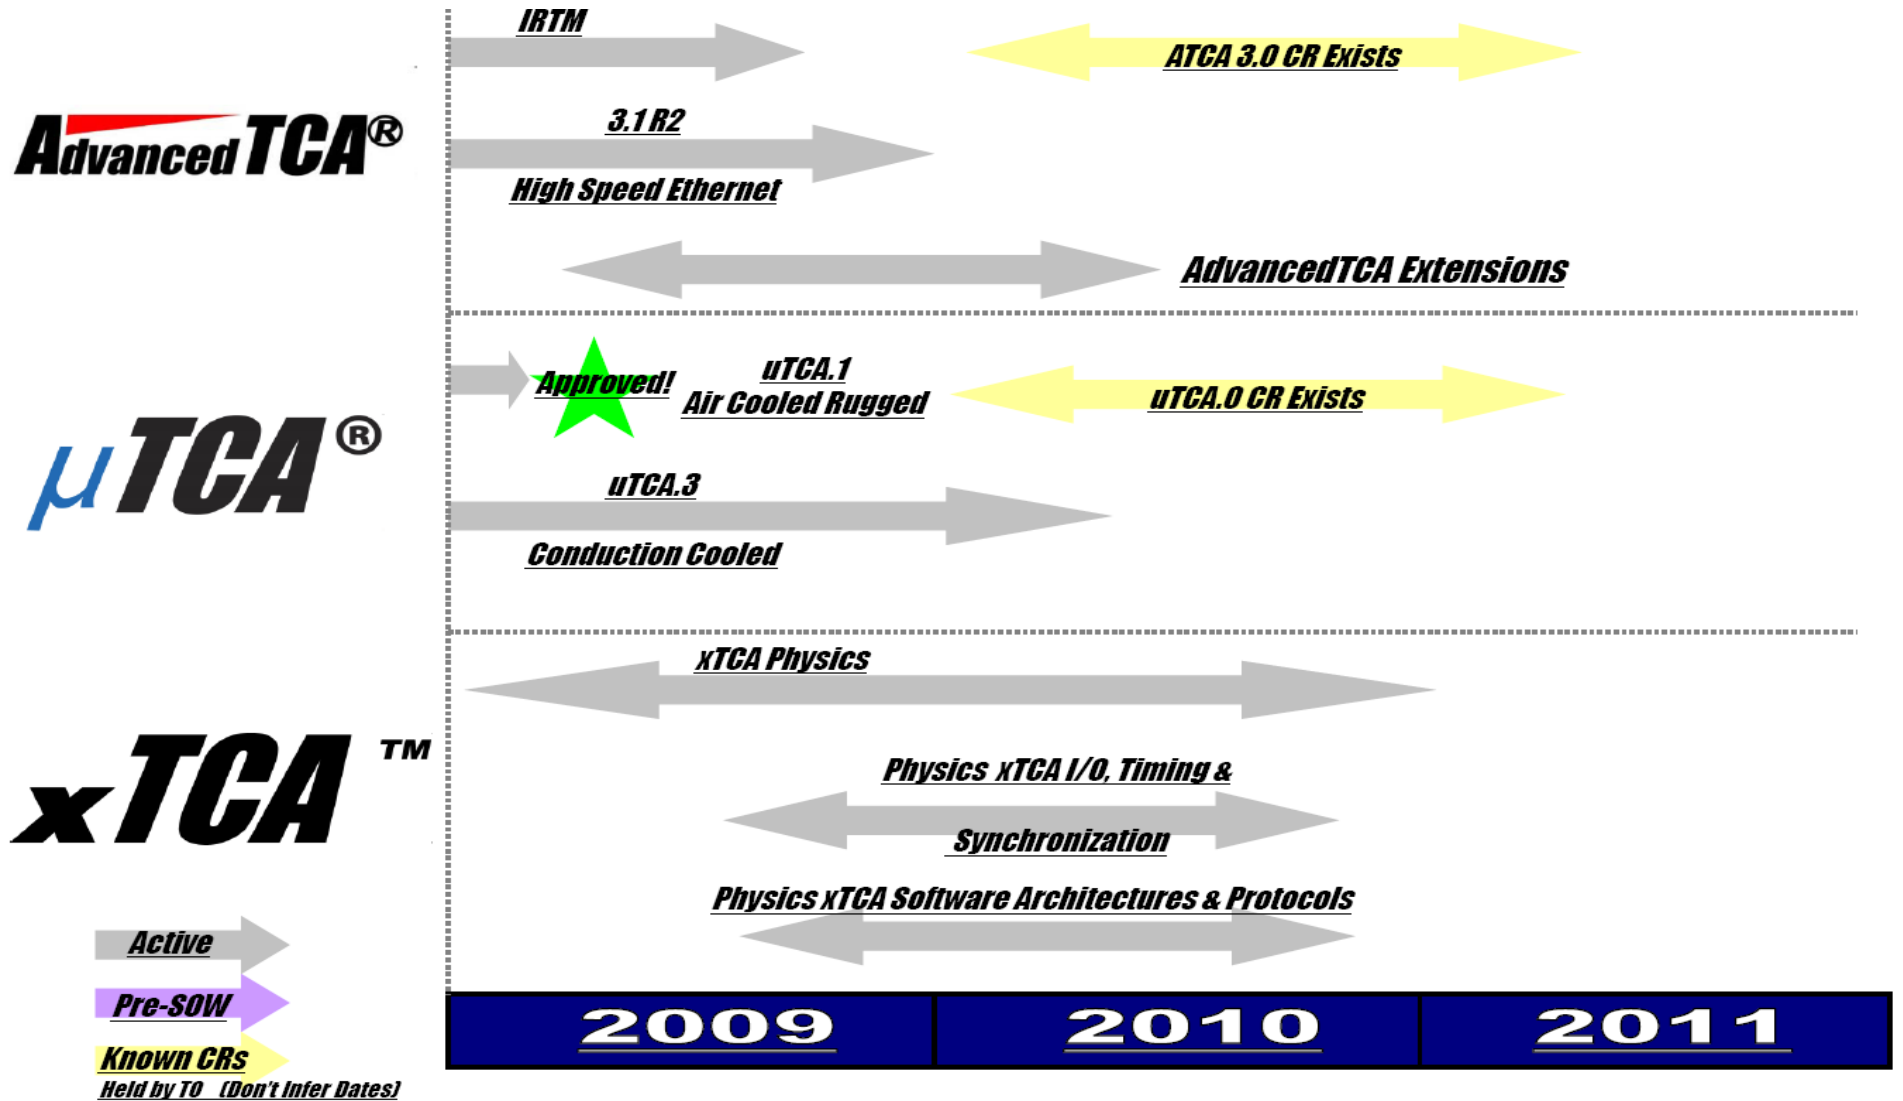 IRTM
ATCA 3.0 CR Exists
AdvancedTCA®
3.1 R2
High Speed Ethernet
AdvancedTCA Extensions
Approved!
uTCA.1
Air Cooled Rugged
uTCA.0 CR Exists
µTCA®
uTCA.3
Conduction Cooled
xTCA Physics
xTCA™
Physics xTCA I/O, Timing &
Synchronization
Physics xTCA Software Architectures & Protocols
Active
Pre-SOW
Known CRs
Held by TO (Don't Infer Dates)
2009
2010
2011